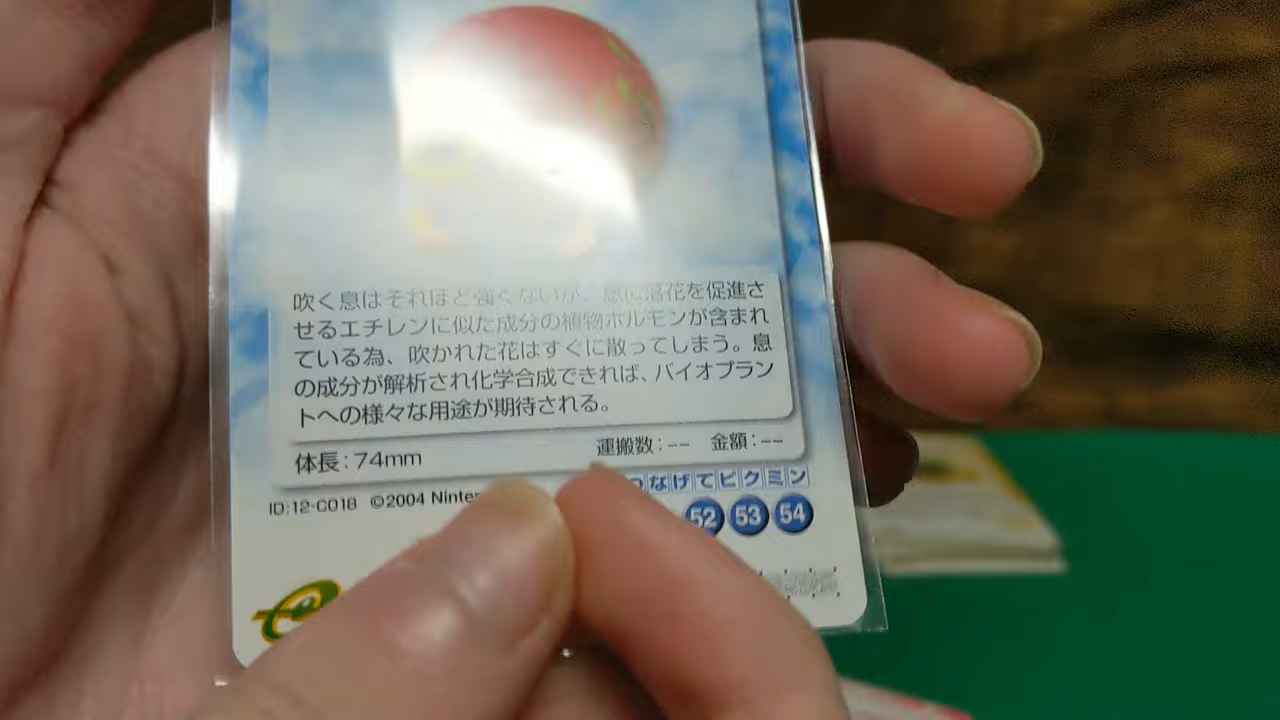 吹く息はそれほど強くないが、息に落花を促進さ
せるエチレンに似た成分の植物ホルモンが含まれ
ている為、吹かれた花はすぐに散ってしまう。息
の成分が解析され化学合成できれば、バイオプラン
トへの様々な用途が期待される。
体長:74mm 運搬数:-- 金額:--
つなげてピクミン
ID:12-C018 ©2004 Ninten
52 53 54
e